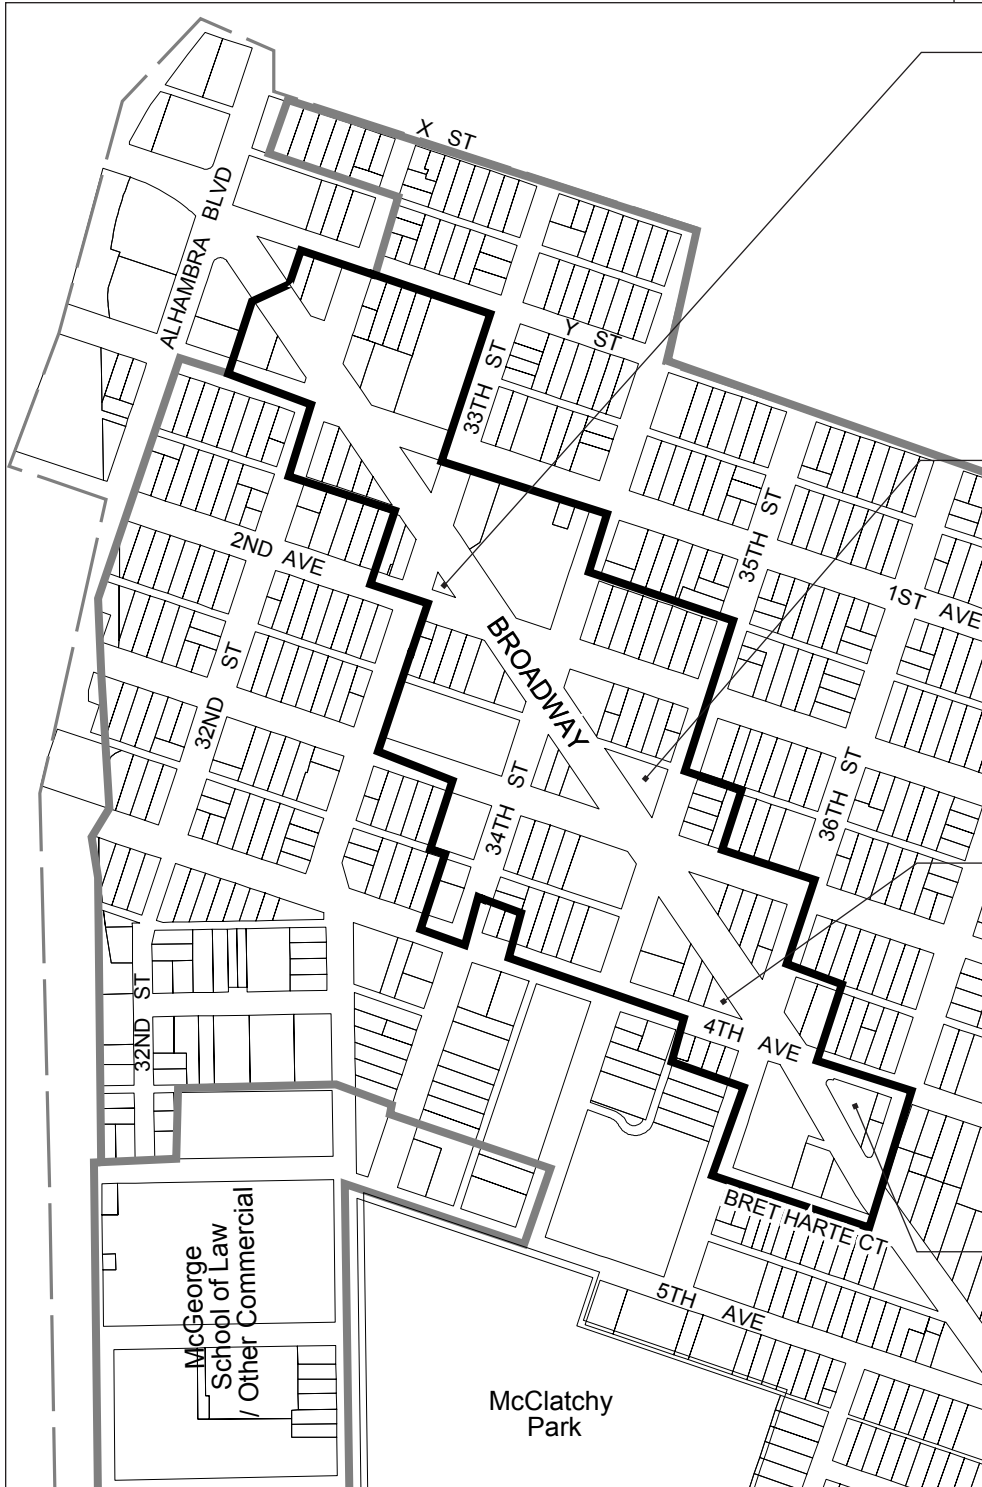 X ST
ALHAMBRA BLVD
Y ST
33TH ST
35TH ST
2ND AVE
1ST AVE
BROADWAY
32ND ST
34TH ST
36TH ST
32ND ST
4TH AVE
BRET HARTE CT
5TH AVE
McGeorge
School of Law
/ Other Commercial
McClatchy
Park